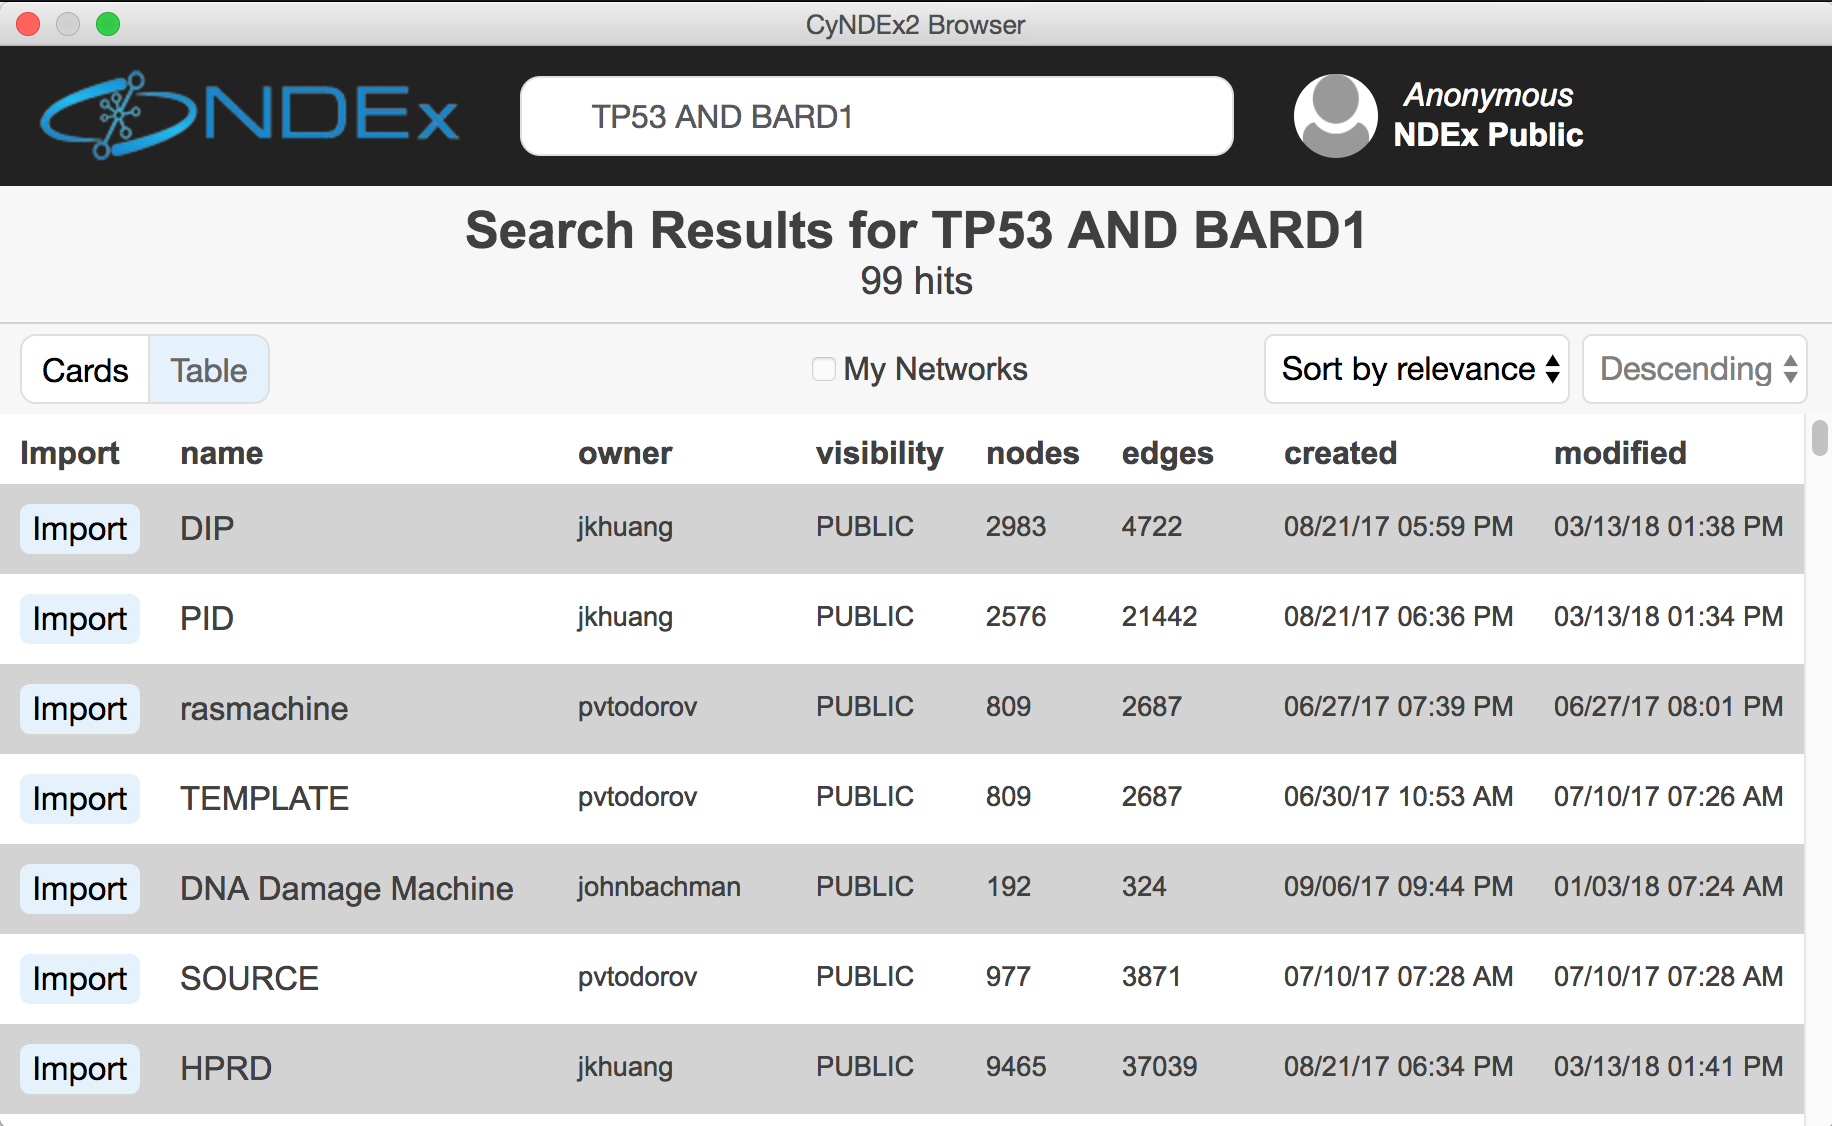 CyNDEx2 Browser
NDEx
TP53 AND BARD1
Anonymous
NDEx Public
Search Results for TP53 AND BARD1
99 hits
Cards Table My Networks Sort by relevance Descending
Import name owner visibility nodes edges created modified
Import DIP jkhuang PUBLIC 2983 4722 08/21/17 05:59 PM 03/13/18 01:38 PM
Import PID jkhuang PUBLIC 2576 21442 08/21/17 06:36 PM 03/13/18 01:34 PM
Import rasmachine pvtodorov PUBLIC 809 2687 06/27/17 07:39 PM 06/27/17 08:01 PM
Import TEMPLATE pvtodorov PUBLIC 809 2687 06/30/17 10:53 AM 07/10/17 07:26 AM
Import DNA Damage Machine johnbachman PUBLIC 192 324 09/06/17 09:44 PM 01/03/18 07:24 AM
Import SOURCE pvtodorov PUBLIC 977 3871 07/10/17 07:28 AM 07/10/17 07:28 AM
Import HPRD jkhuang PUBLIC 9465 37039 08/21/17 06:34 PM 03/13/18 01:41 PM